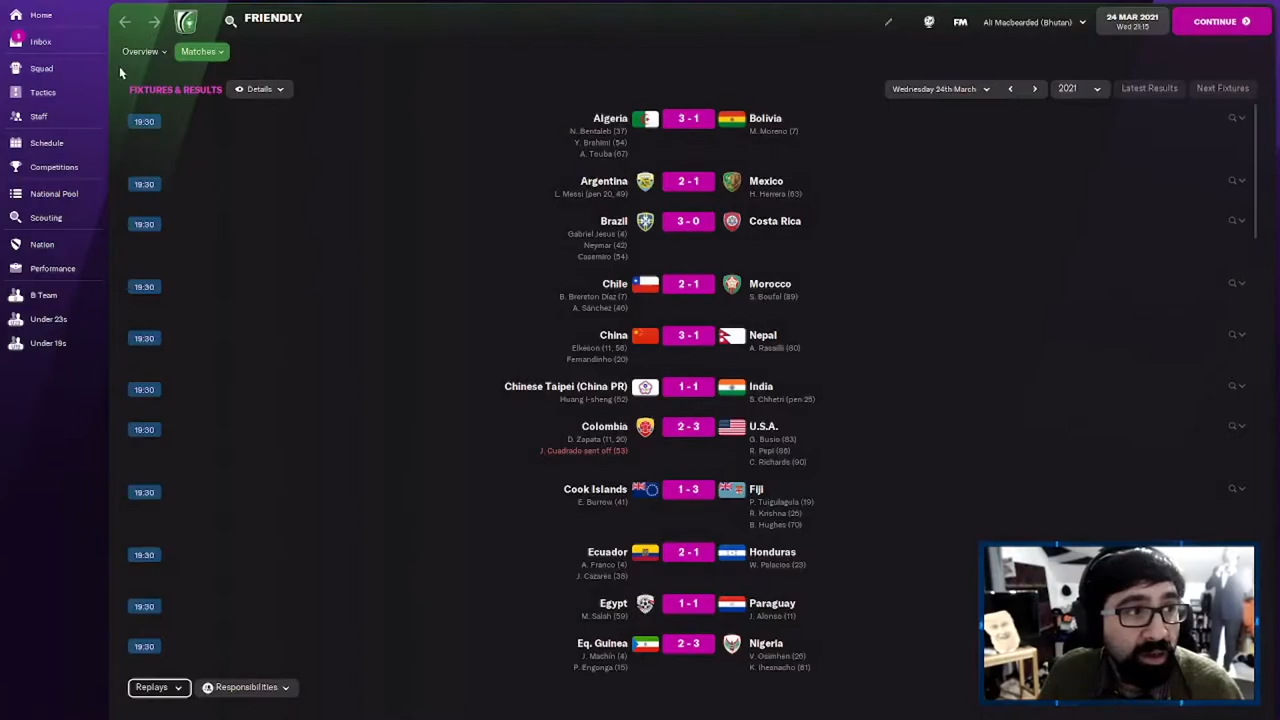 Home
FRIENDLY
FM
Ali Macbearded (Bhutan)
24 MAR 2021
Wed 21:15
CONTINUE
Inbox
Squad
Tactics
Staff
Schedule
Competitions
National Pool
Scouting
Nation
Performance
B Team
Under 23s
Under 19s
Overview
Matches
FIXTURES & RESULTS
Details
Wednesday 24th March
2021
Latest Results
Next Fixtures
19:30
Algeria
3 - 1
Bolivia
N. Bentaleb (37)
M. Moreno (7)
Y. Brahimi (54)
A. Touba (67)
19:30
Argentina
2 - 1
Mexico
L. Messi (pen 20, 49)
H. Herrera (63)
19:30
Brazil
3 - 0
Costa Rica
Gabriel Jesus (4)
Neymar (42)
Casemiro (54)
19:30
Chile
2 - 1
Morocco
B. Brereton Díaz (7)
S. Boufal (89)
A. Sánchez (46)
19:30
China
3 - 1
Nepal
Elkeson (11, 56)
Fernandinho (20)
19:30
Chinese Taipei (China PR)
1 - 1
India
Huang I-sheng (52)
S. Chhetri (pen 25)
19:30
Colombia
2 - 3
U.S.A.
D. Zapata (11, 20)
G. Busio (83)
J. Cuadrado sent off (53)
R. Pepi (86)
C. Richards (90)
19:30
Cook Islands
1 - 3
Fiji
E. Burrow (41)
P. Tuigulagula (19)
R. Krishna (26)
B. Hughes (70)
19:30
Ecuador
2 - 1
Honduras
A. Franco (4)
W. Palacios (23)
J. Cazares (38)
19:30
Egypt
1 - 1
Paraguay
M. Salah (59)
J. Alonso (11)
19:30
Eq. Guinea
2 - 3
Nigeria
J. Machín (4)
V. Osimhen (26)
P. Engonga (15)
K. Iheanacho (61)
Replays
Responsibilities